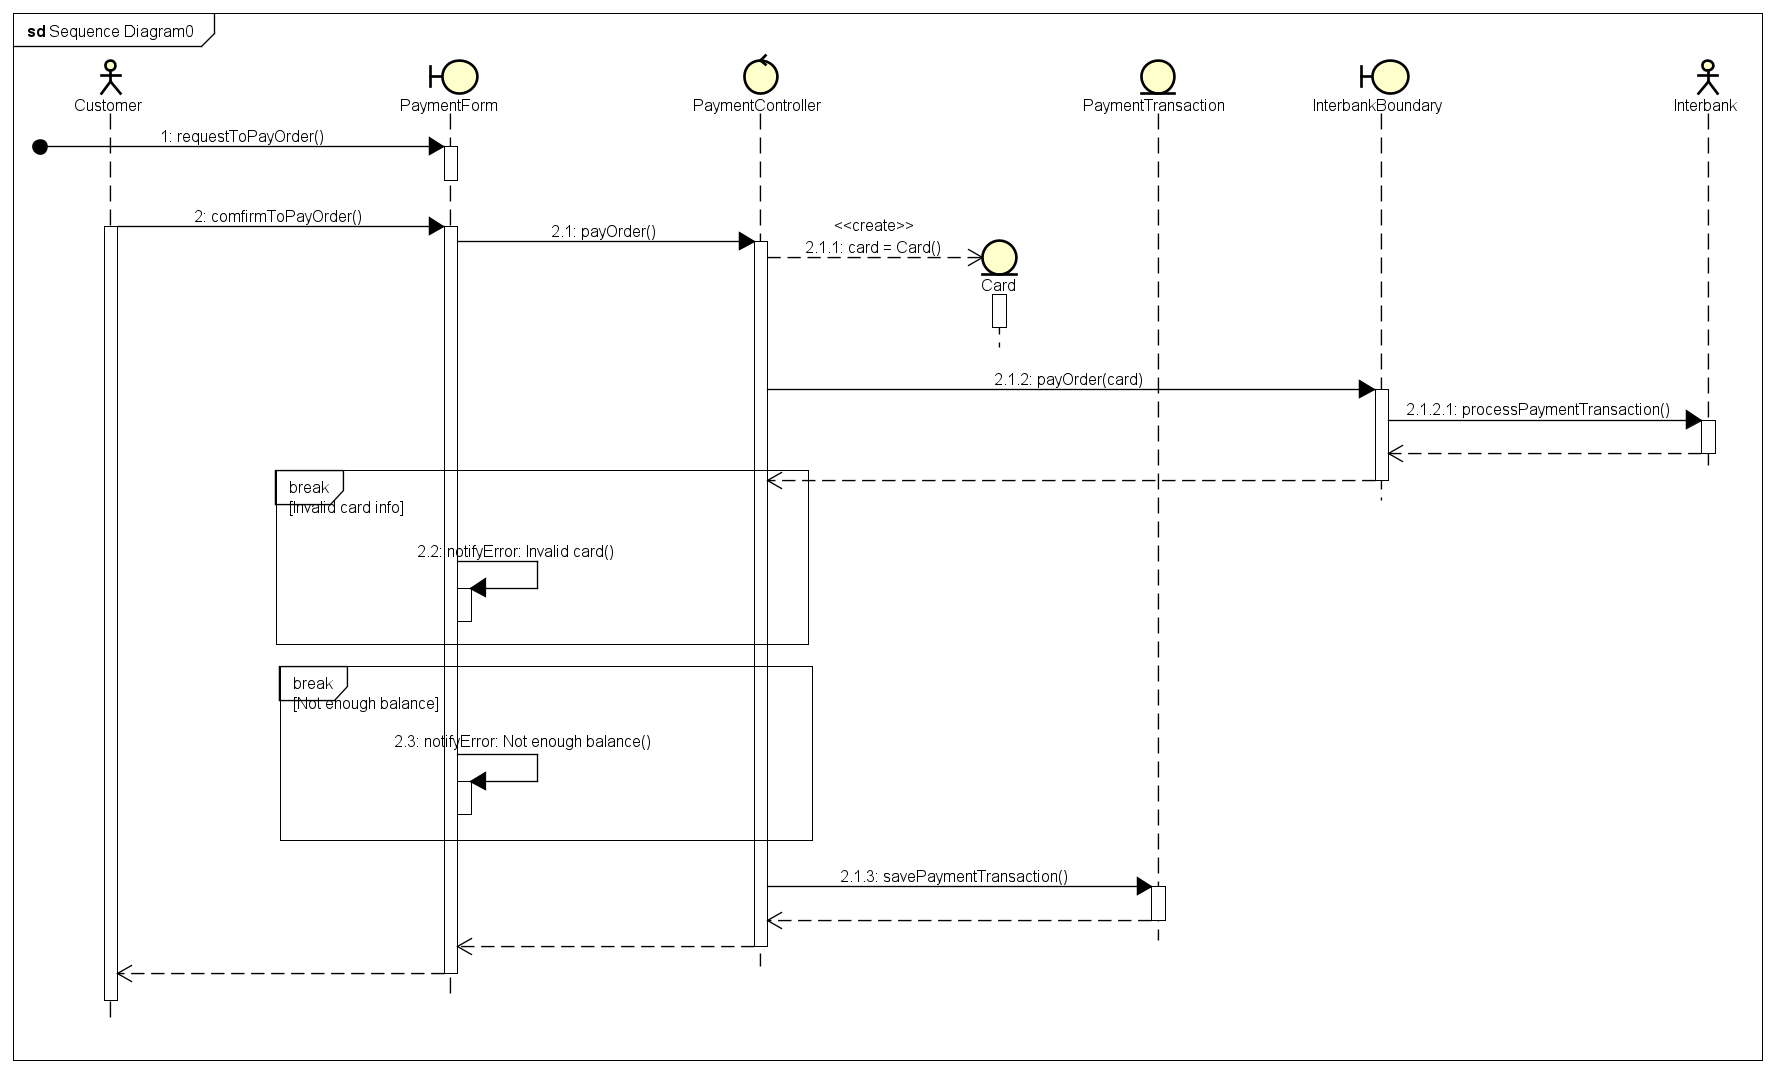 sd Sequence Diagram0
Customer
PaymentForm
PaymentController
PaymentTransaction
InterbankBoundary
Interbank
1: requestToPayOrder()
2: comfirmToPayOrder()
2.1: payOrder()
<<create>>
2.1.1: card = Card()
Card
2.1.2: payOrder(card)
2.1.2.1: processPaymentTransaction()
break
[Invalid card info]
2.2: notifyError: Invalid card()
break
[Not enough balance]
2.3: notifyError: Not enough balance()
2.1.3: savePaymentTransaction()